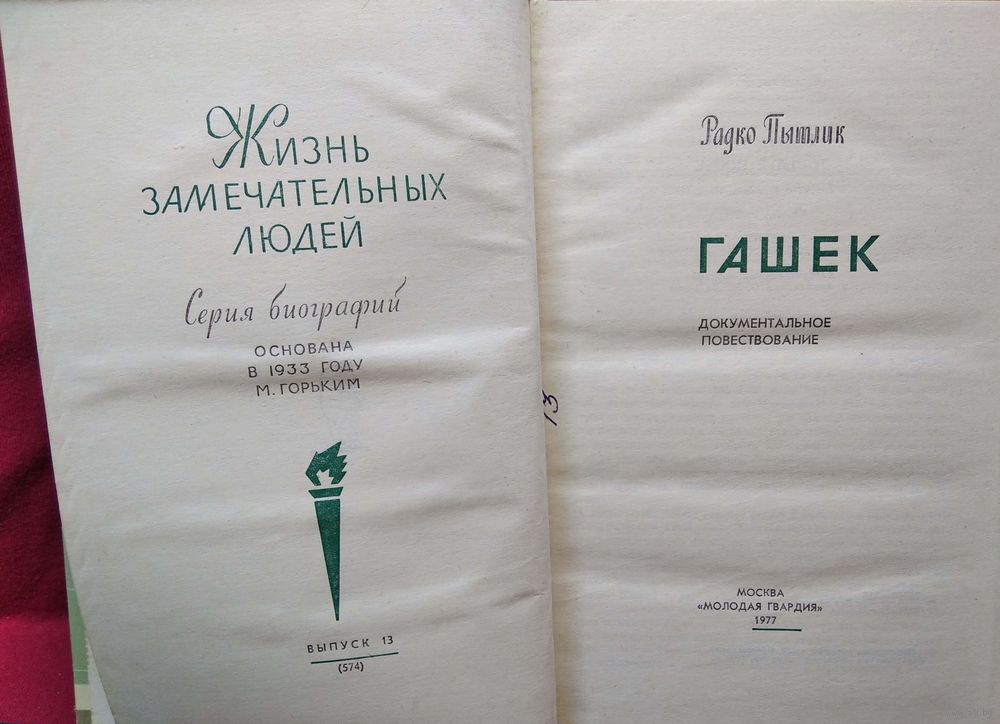 Жизнь
ЗАМЕЧАТЕЛЬНЫХ
ЛЮДЕЙ
Серия биографий
ОСНОВАНА
В 1933 ГОДУ
М. ГОРЬКИМ
ВЫПУСК 13
(574)
13
Радко Пытлик
ГАШЕК
ДОКУМЕНТАЛЬНОЕ
ПОВЕСТВОВАНИЕ
МОСКВА
«МОЛОДАЯ ГВАРДИЯ»
1977